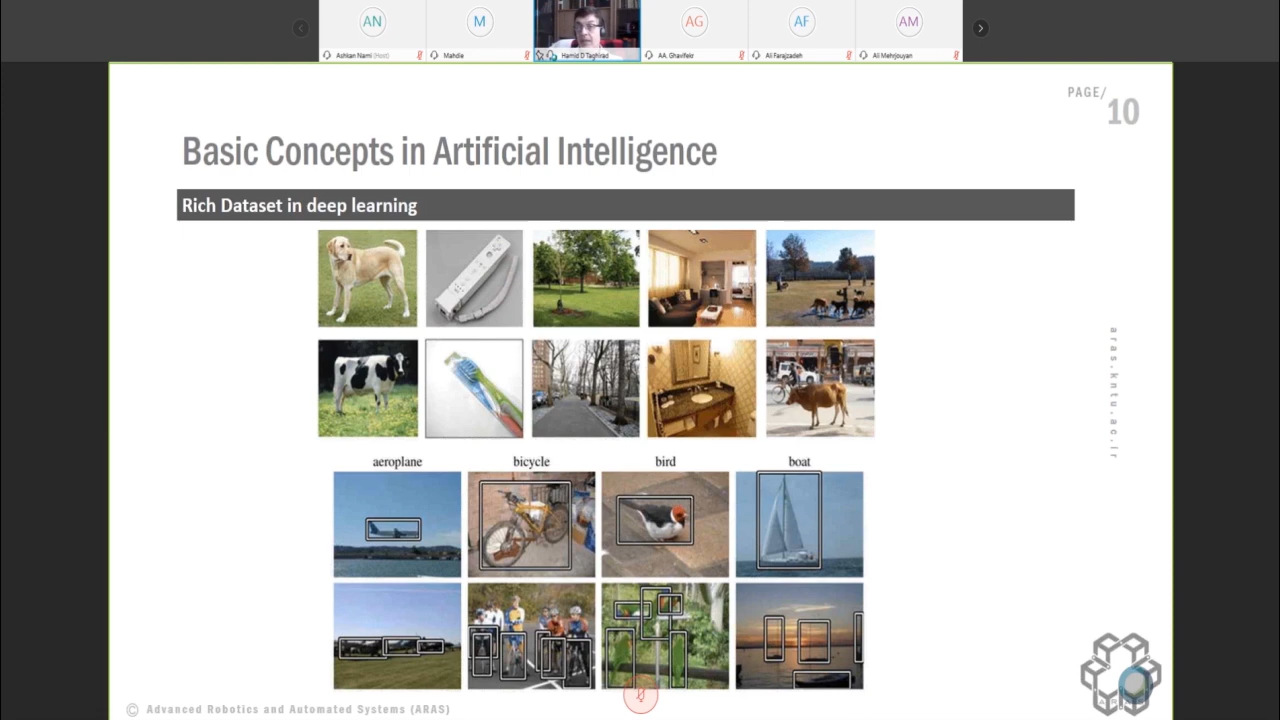 AN
M
AG
AF
AM
Ashkan Nami (Host)
Mahdie
Hamid D Taghirad
AA. Ghavifekr
Ali Farajzadeh
Ali Mehrjouyan
PAGE/
10
Basic Concepts in Artificial Intelligence
Rich Dataset in deep learning
aras.kntu.ac.ir
aeroplane
bicycle
bird
boat
© Advanced Robotics and Automated Systems (ARAS)